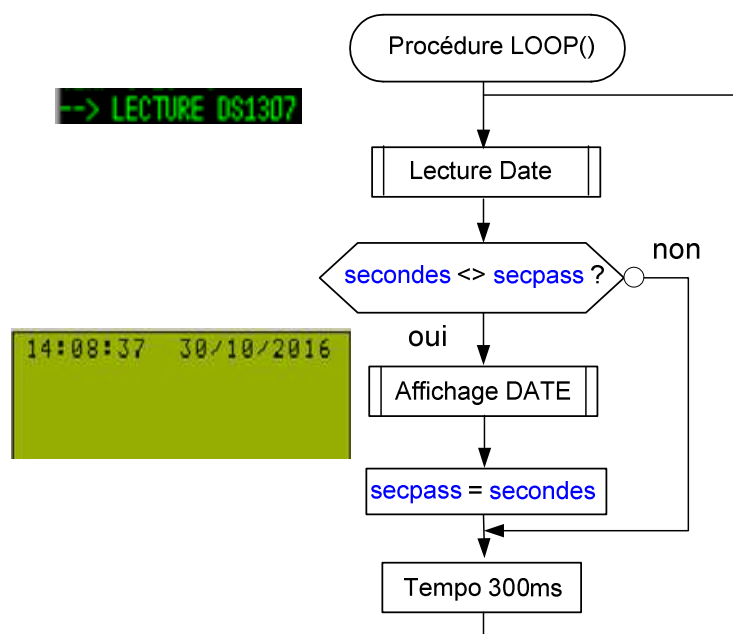 Procédure LOOP()
--> LECTURE DS1307
Lecture Date
secondes <> secpass ?
non
oui
14:08:37 30/10/2016
Affichage DATE
secpass = secondes
Tempo 300ms